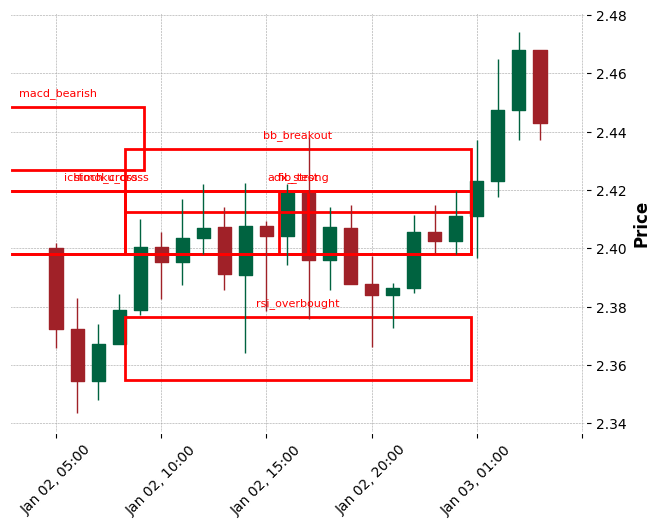 macd_bearish
bb_breakout
adx_strong
rsi_overbought
2.48
2.46
2.44
2.42
2.40
2.38
2.36
2.34
Price
Jan 02, 05:00
Jan 02, 10:00
Jan 02, 15:00
Jan 02, 20:00
Jan 03, 01:00